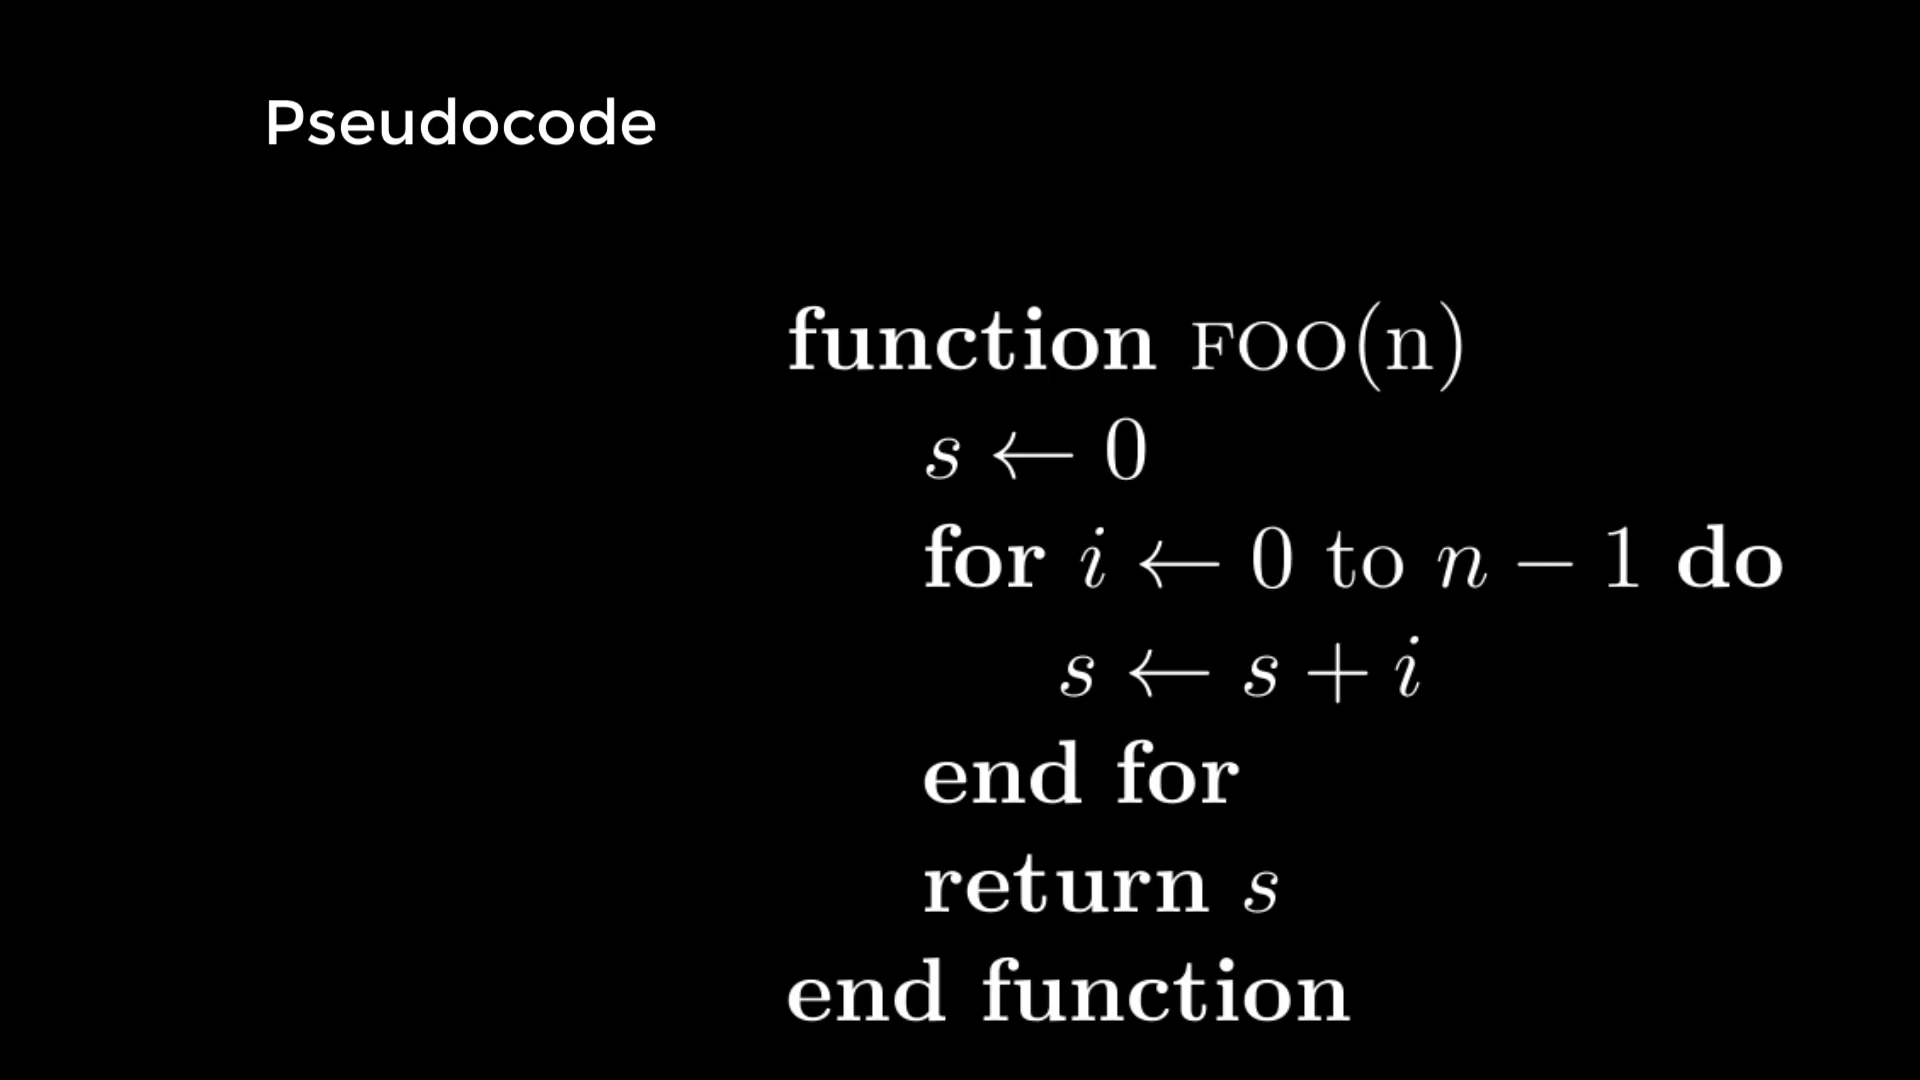 Pseudocode
function FOO(n)
s ← 0
for i ← 0 to n − 1 do
s ← s + i
end for
return s
end function